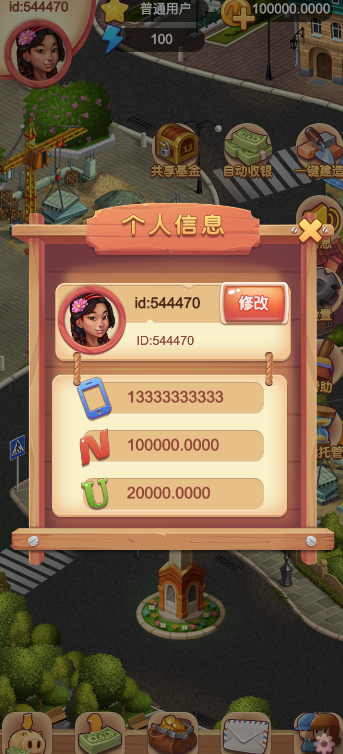 id:544470
普通用户
100000.0000
100
共享基金
自动收银
一键建造
个人信息
息
id:544470
修改
ID:544470
置
13333333333
助
N
100000.0000
托管
U
20000.0000